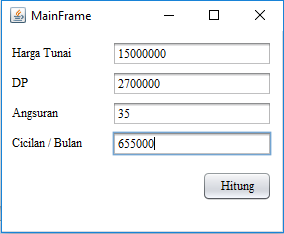 MainFrame
Harga Tunai 15000000
DP 2700000
Angsuran 35
Cicilan / Bulan 655000
Hitung